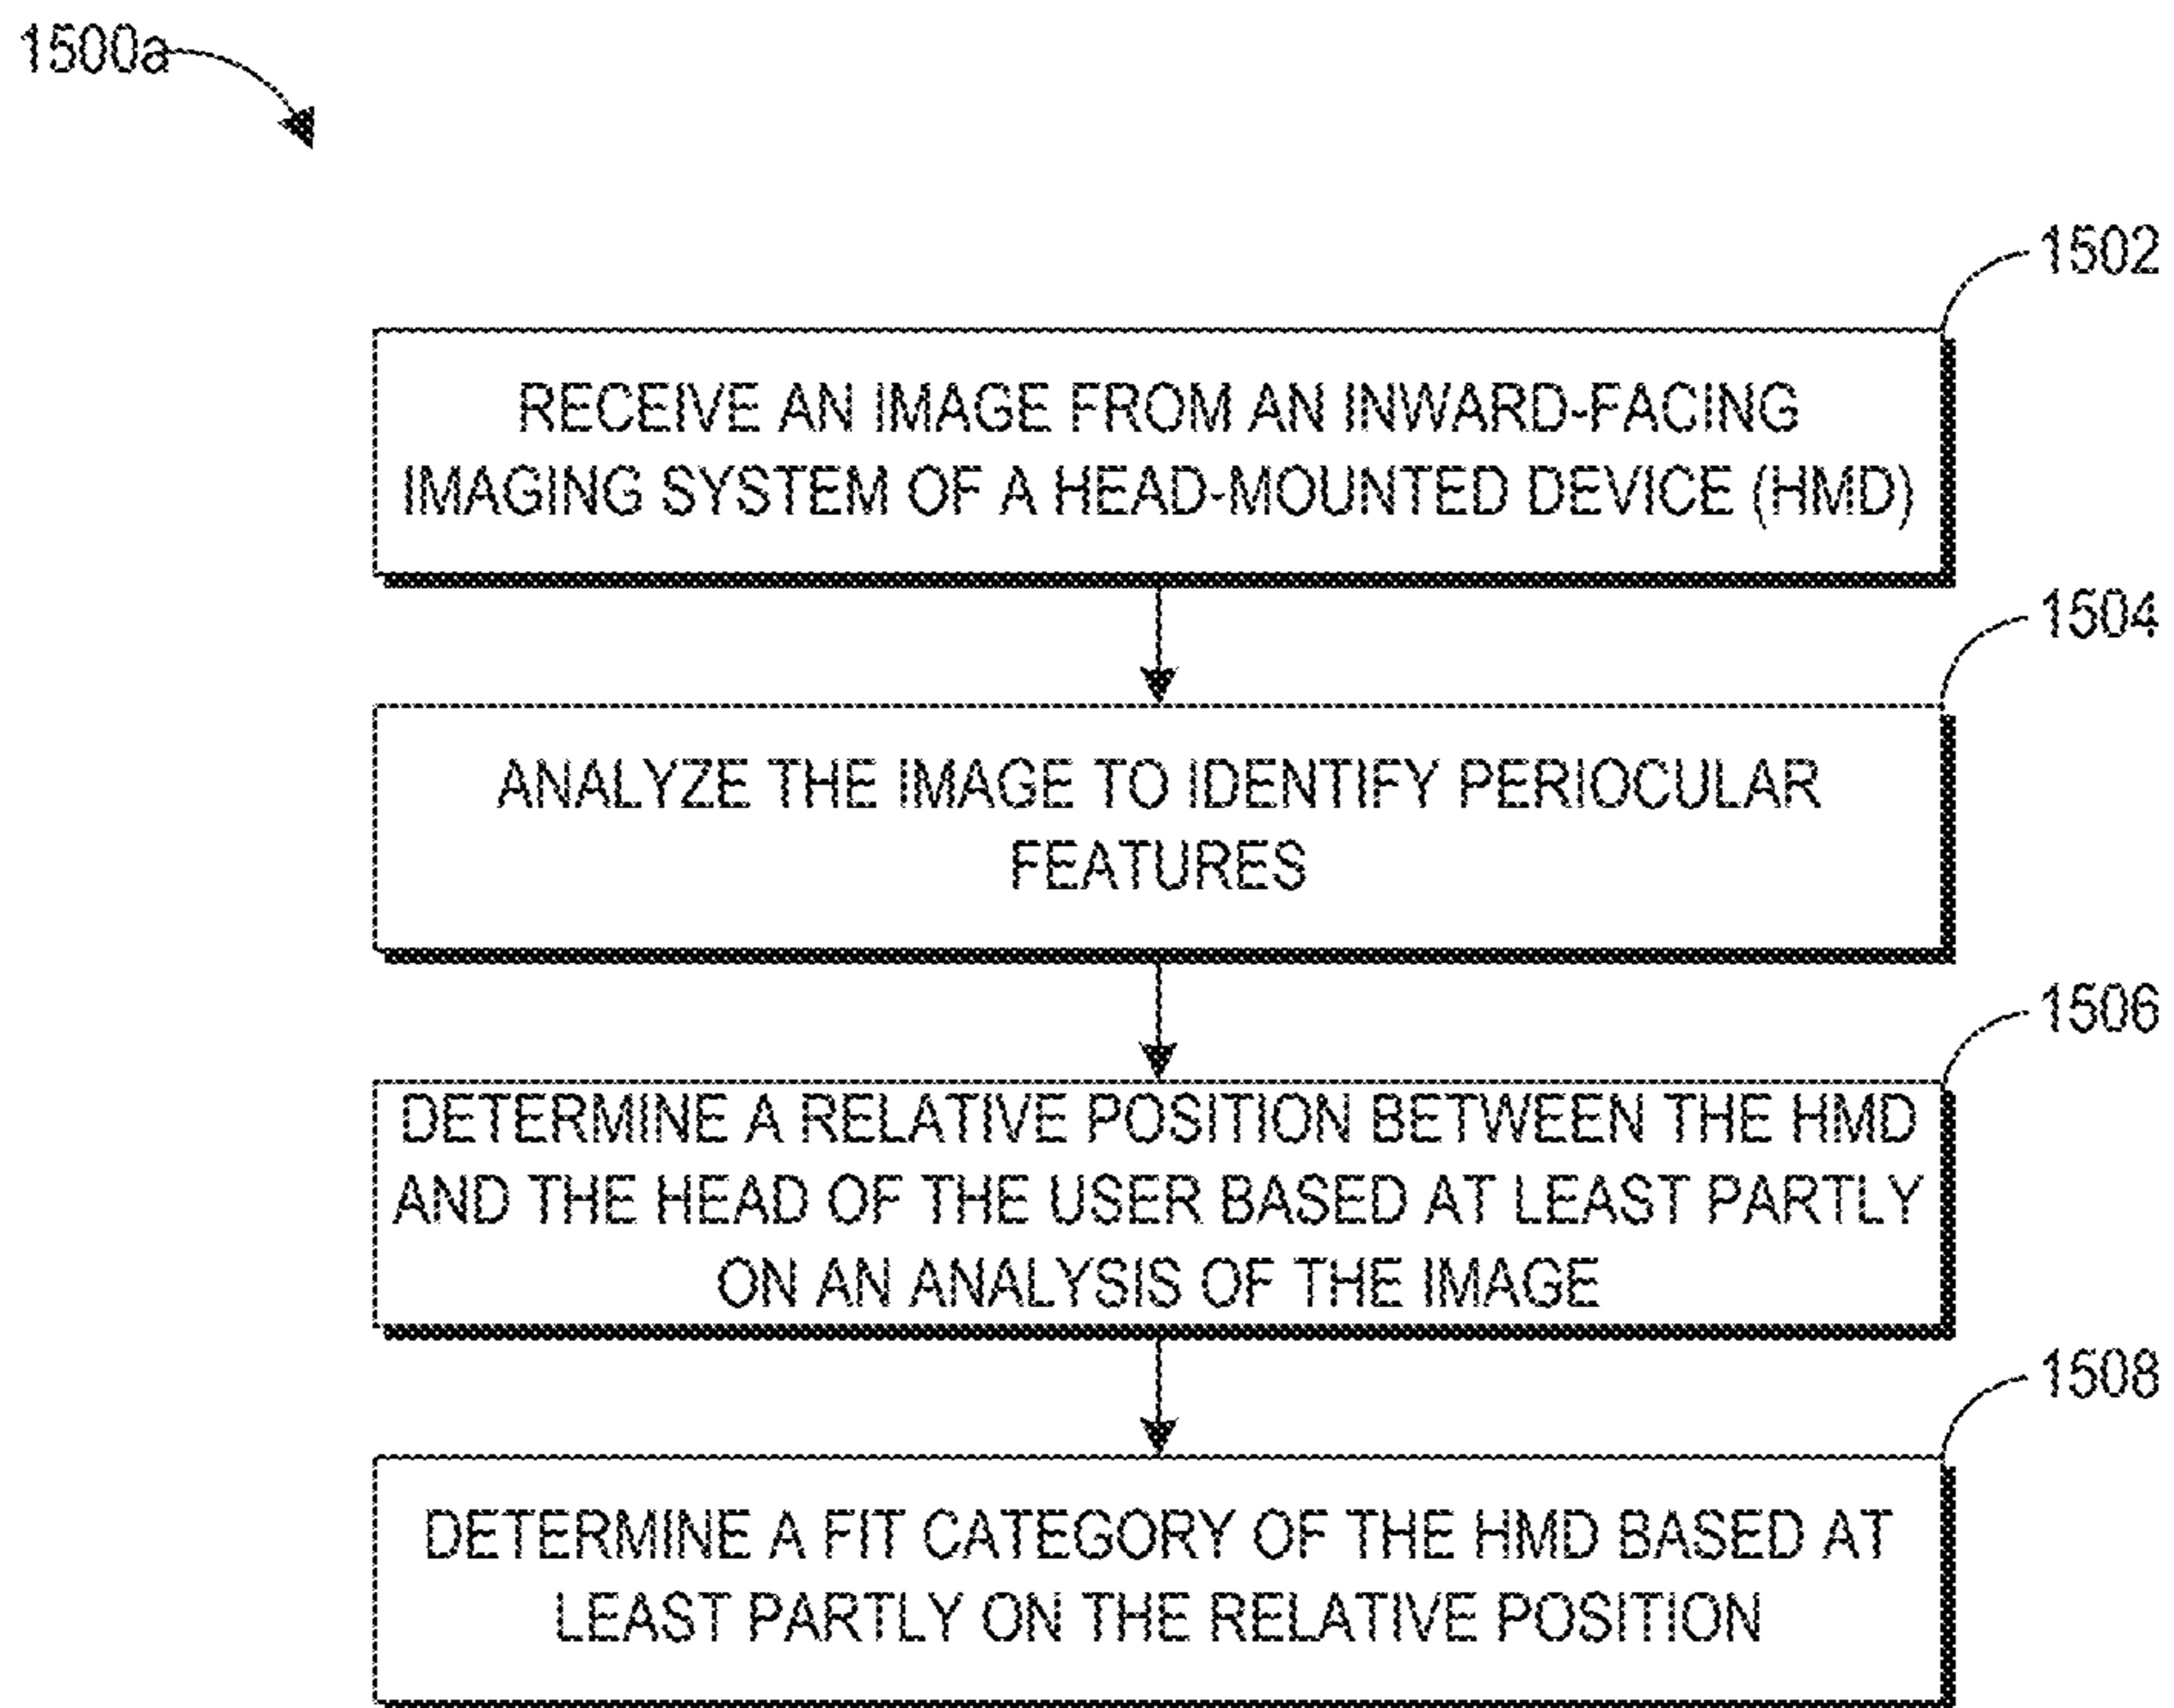 1500a
1502
RECEIVE AN IMAGE FROM AN INWARD-FACING
IMAGING SYSTEM OF A HEAD-MOUNTED DEVICE (HMD)
1504
ANALYZE THE IMAGE TO IDENTIFY PERIOCULAR
FEATURES
1506
DETERMINE A RELATIVE POSITION BETWEEN THE HMD
AND THE HEAD OF THE USER BASED AT LEAST PARTLY
ON AN ANALYSIS OF THE IMAGE
1508
DETERMINE A FIT CATEGORY OF THE HMD BASED AT
LEAST PARTLY ON THE RELATIVE POSITION